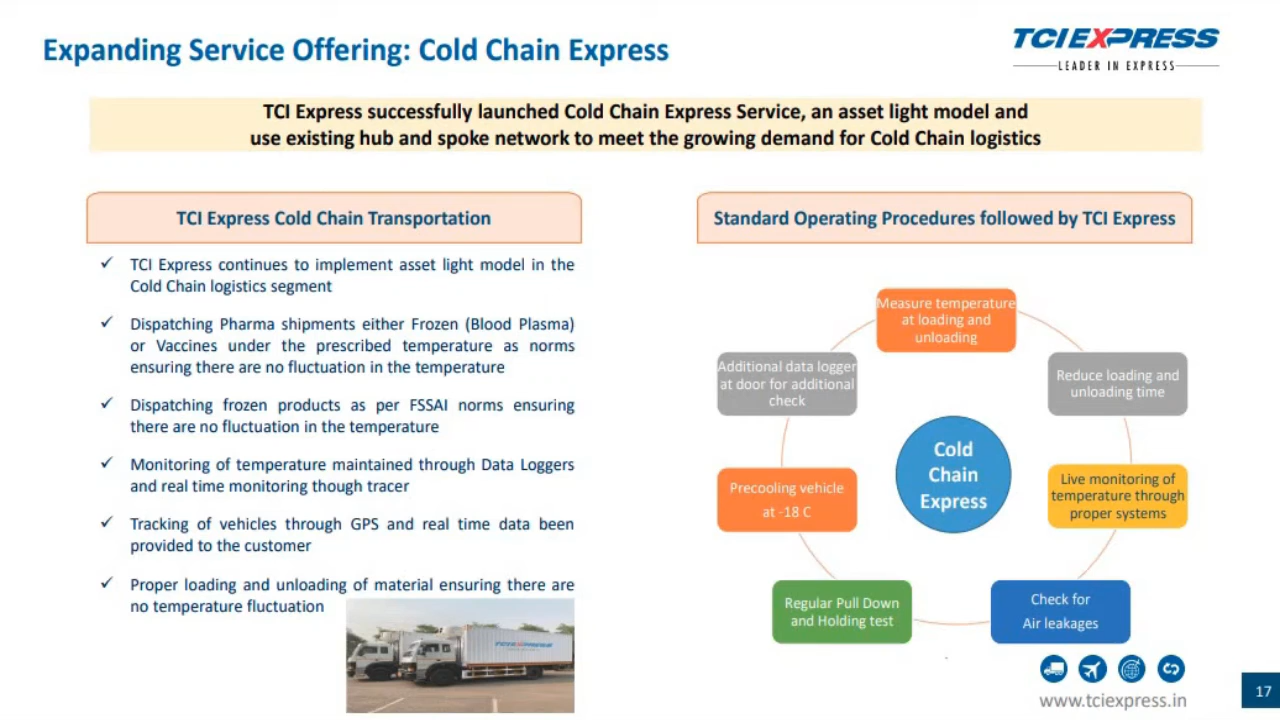 Expanding Service Offering: Cold Chain Express
TCIEXPRESS
LEADER IN EXPRESS
TCI Express successfully launched Cold Chain Express Service, an asset light model and
use existing hub and spoke network to meet the growing demand for Cold Chain logistics
TCI Express Cold Chain Transportation
✓ TCI Express continues to implement asset light model in the
Cold Chain logistics segment
✓ Dispatching Pharma shipments either Frozen (Blood Plasma)
or Vaccines under the prescribed temperature as norms
ensuring there are no fluctuation in the temperature
✓ Dispatching frozen products as per FSSAI norms ensuring
there are no fluctuation in the temperature
✓ Monitoring of temperature maintained through Data Loggers
and real time monitoring though tracer
✓ Tracking of vehicles through GPS and real time data been
provided to the customer
✓ Proper loading and unloading of material ensuring there are
no temperature fluctuation
TCIEXPRESS
Standard Operating Procedures followed by TCI Express
Measure temperature
at loading and
unloading
Reduce loading and
unloading time
Live monitoring of
temperature through
proper systems
Check for
Air leakages
Regular Pull Down
and Holding test
Precooling vehicle
at -18 C
Additional data logger
at door for additional
check
Cold
Chain
Express
www.tciexpress.in
17